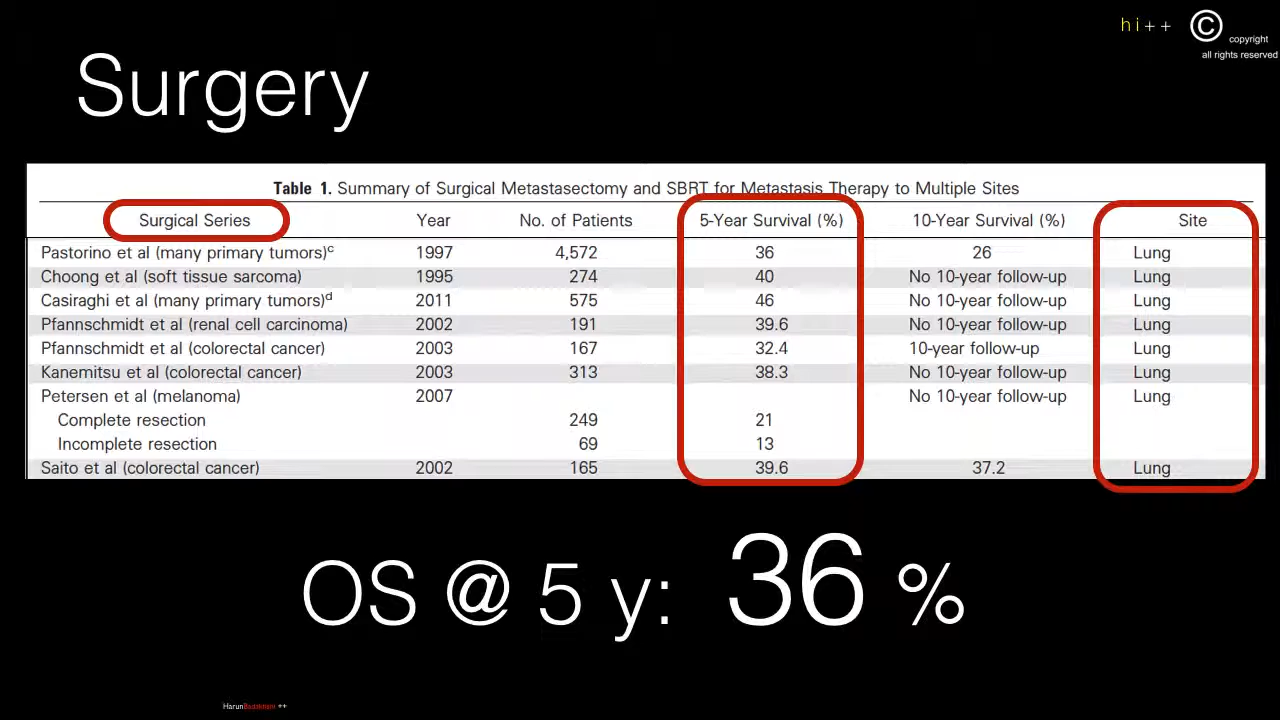 hi++ © copyright
all rights reserved
Surgery
Table 1. Summary of Surgical Metastasectomy and SBRT for Metastasis Therapy to Multiple Sites
Surgical Series Year No. of Patients 5-Year Survival (%) 10-Year Survival (%) Site
Pastorino et al (many primary tumors)c 1997 4,572 36 26 Lung
Choong et al (soft tissue sarcoma) 1995 274 40 No 10-year follow-up Lung
Casiraghi et al (many primary tumors)d 2011 575 46 No 10-year follow-up Lung
Pfannschmidt et al (renal cell carcinoma) 2002 191 39.6 No 10-year follow-up Lung
Pfannschmidt et al (colorectal cancer) 2003 167 32.4 10-year follow-up Lung
Kanemitsu et al (colorectal cancer) 2003 313 38.3 No 10-year follow-up Lung
Petersen et al (melanoma) 2007 No 10-year follow-up Lung
Complete resection 249 21
Incomplete resection 69 13
Saito et al (colorectal cancer) 2002 165 39.6 37.2 Lung
OS @ 5 y: 36 %